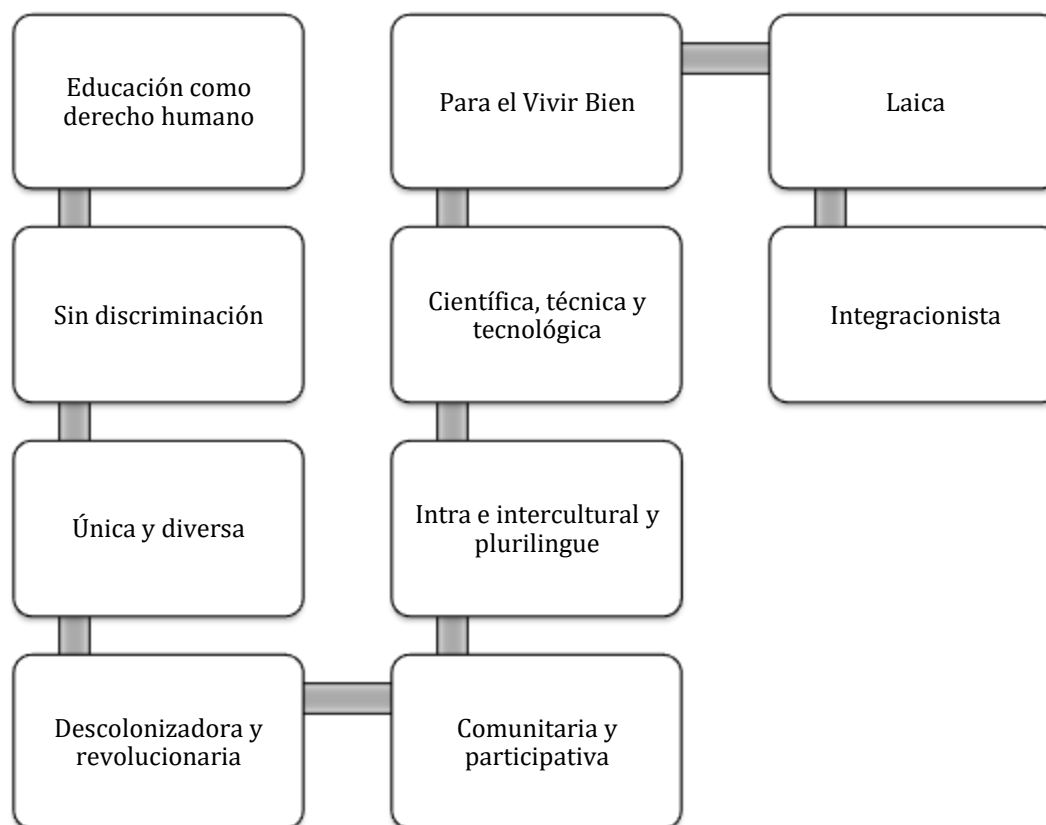 Educación como
derecho humano
Sin discriminación
Única y diversa
Descolonizadora y
revolucionaria
Comunitaria y
participativa
Intra e intercultural y
plurilingue
Científica, técnica y
tecnológica
Para el Vivir Bien
Laica
Integracionista